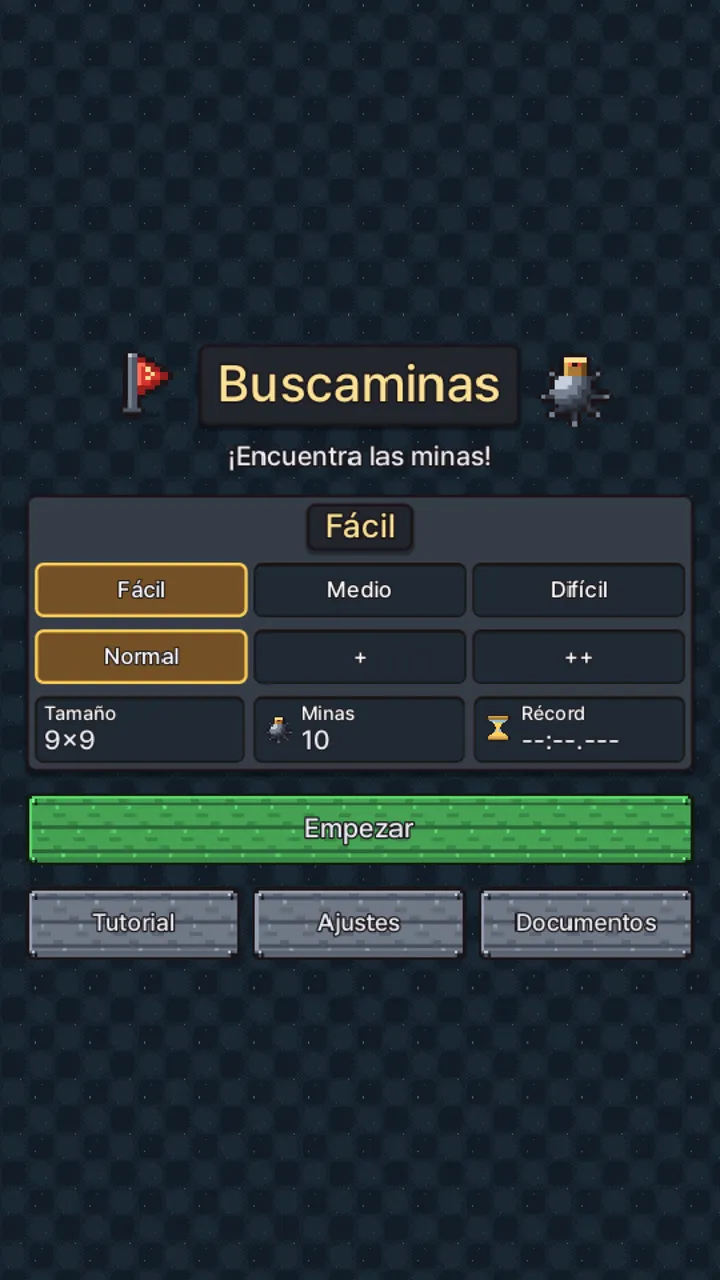 Buscaminas
¡Encuentra las minas!
Fácil
Fácil Medio Difícil
Normal + ++
Tamaño Minas Récord
9×9 10 --:--.---
Empezar
Tutorial Ajustes Documentos